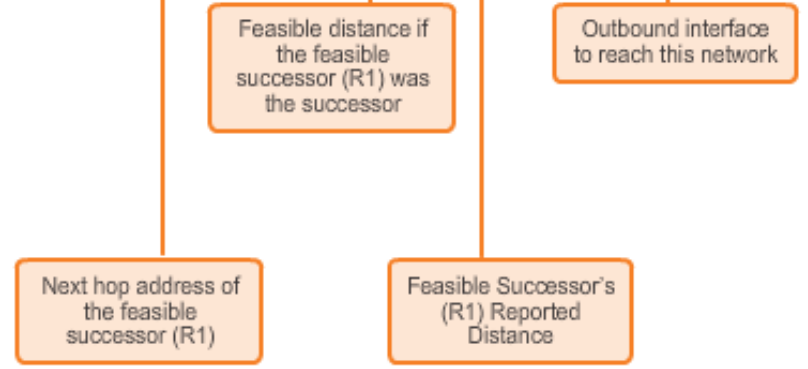 Feasible distance if
the feasible
successor (R1) was
the successor
Outbound interface
to reach this network
Next hop address of
the feasible
successor (R1)
Feasible Successor`s
(R1) Reported
Distance